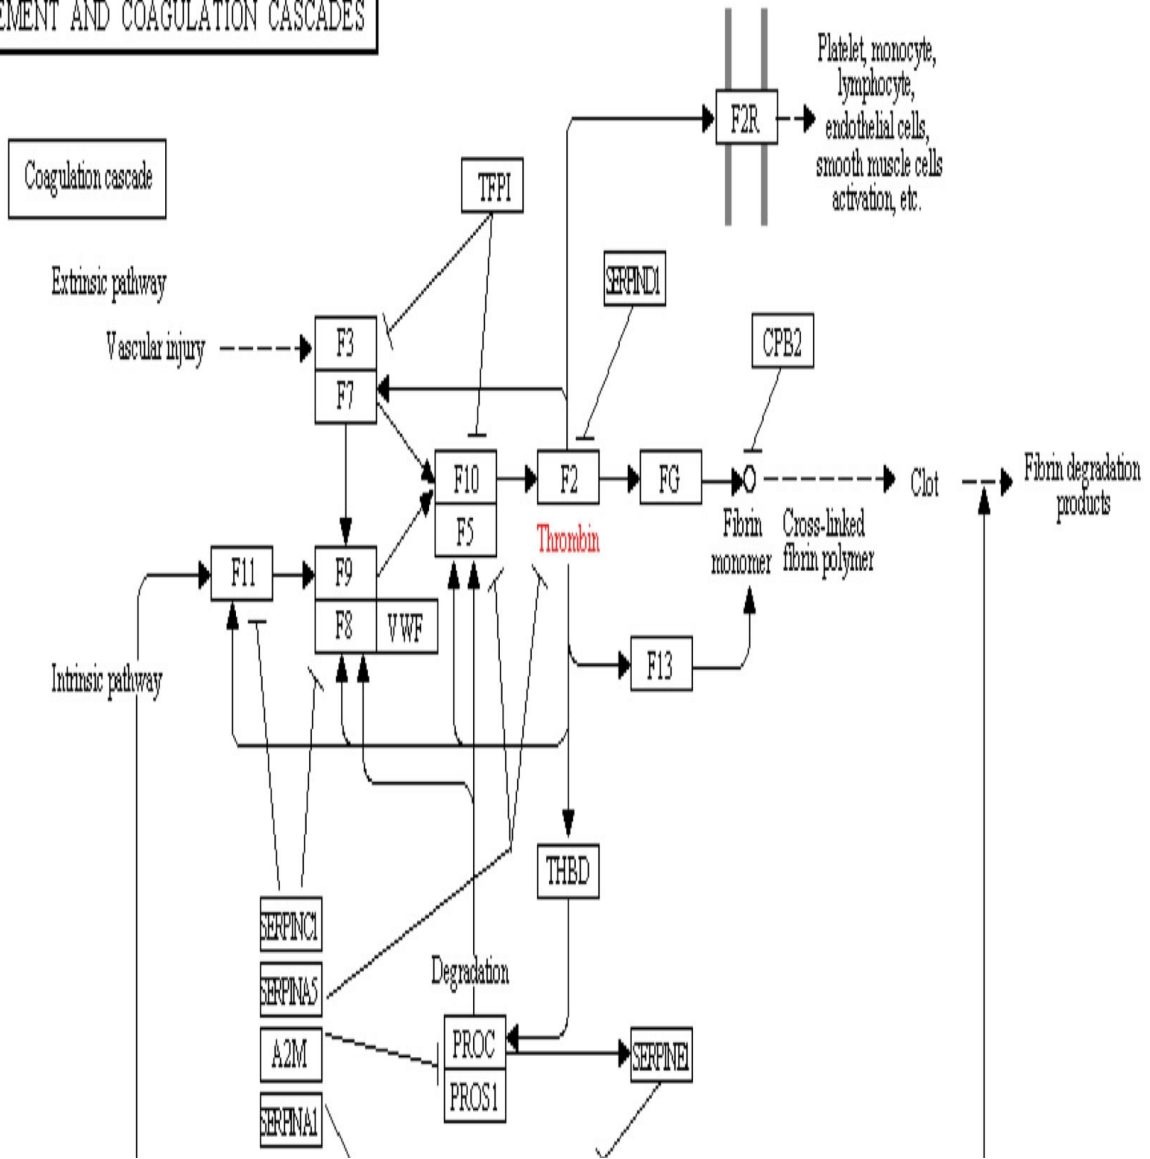 EMENT AND COAGULATION CASCADES
Platelet, monocyte,
lymphocyte,
endothelial cells,
smooth muscle cells
activation, etc.
F2R
Coagulation cascade
TFPI
Extrinsic pathway
SERPIND1
Vascular injury
F3
CPB2
F7
F10
F2
FG
Clot
Fibrin degradation
products
F5
Thrombin
Fibrin
monomer
Cross-linked
fibrin polymer
F11
F9
F8
VWF
F13
Intrinsic pathway
THBD
SERPINC1
Degradation
SERPINA5
PROC
A2M
SERPINE1
PROS1
SERPINA1